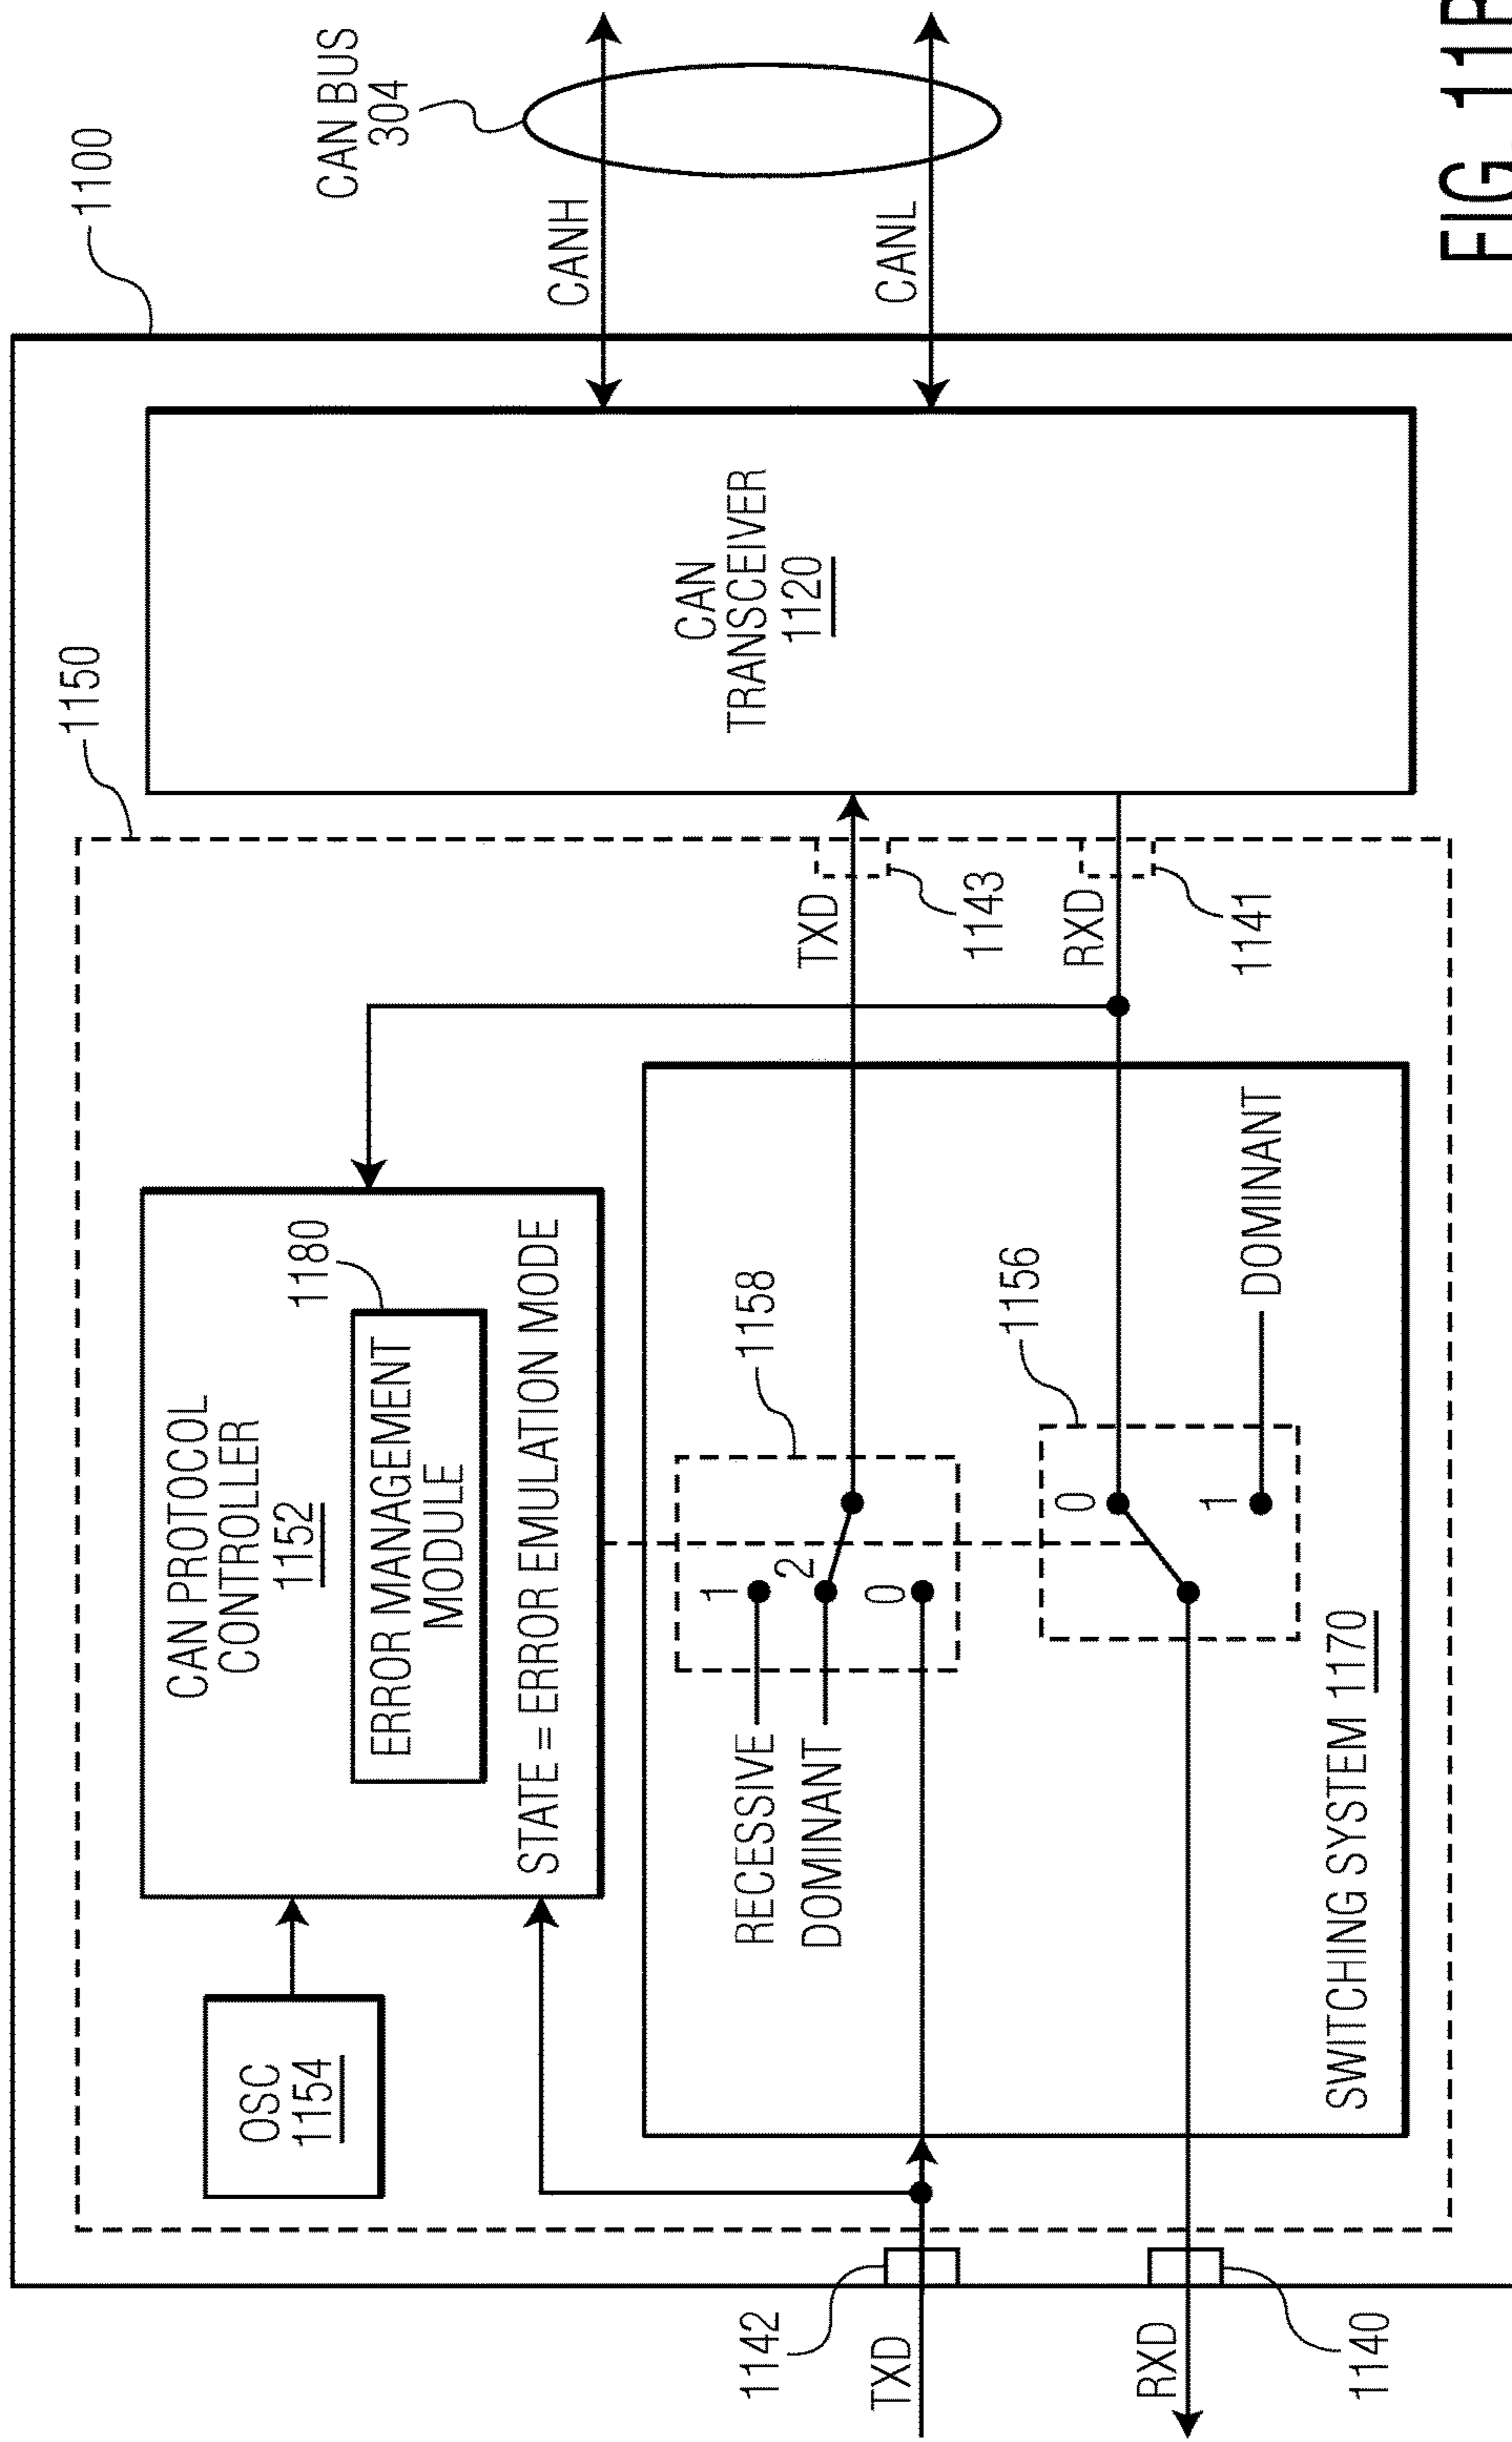 1100
CAN BUS
304
1150
CANH
CANL
CAN
TRANSCEIVER
1120
CAN PROTOCOL
CONTROLLER
1152
1180
ERROR MANAGEMENT
MODULE
STATE = ERROR EMULATION MODE
OSC
1154
TXD
1143
RXD
1141
1158
1
2
0
RECESSIVE
DOMINANT
1156
0
1
DOMINANT
SWITCHING SYSTEM 1170
1142
TXD
RXD
1140
FIG. 11B